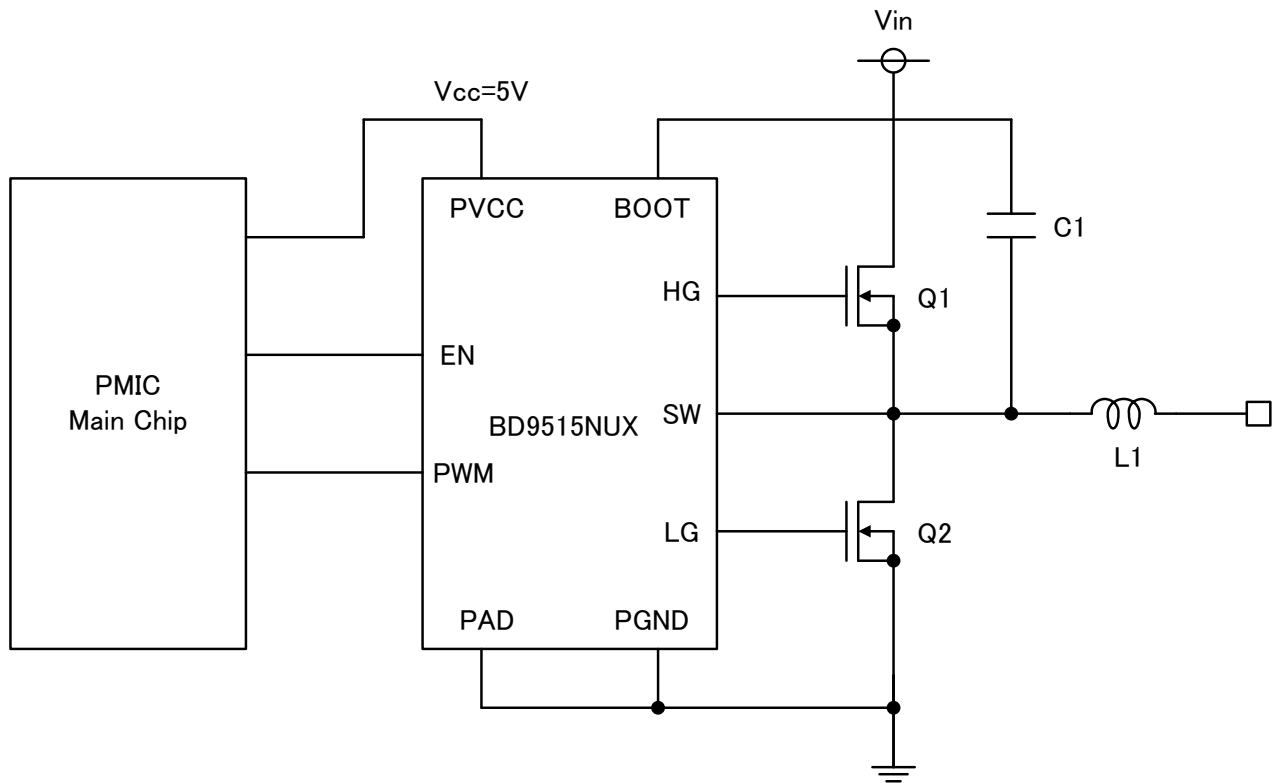 Vin
Vcc=5V
PVCC
BOOT
C1
HG
Q1
EN
PMIC
Main Chip
SW
BD9515NUX
L1
PWM
LG
Q2
PAD
PGND